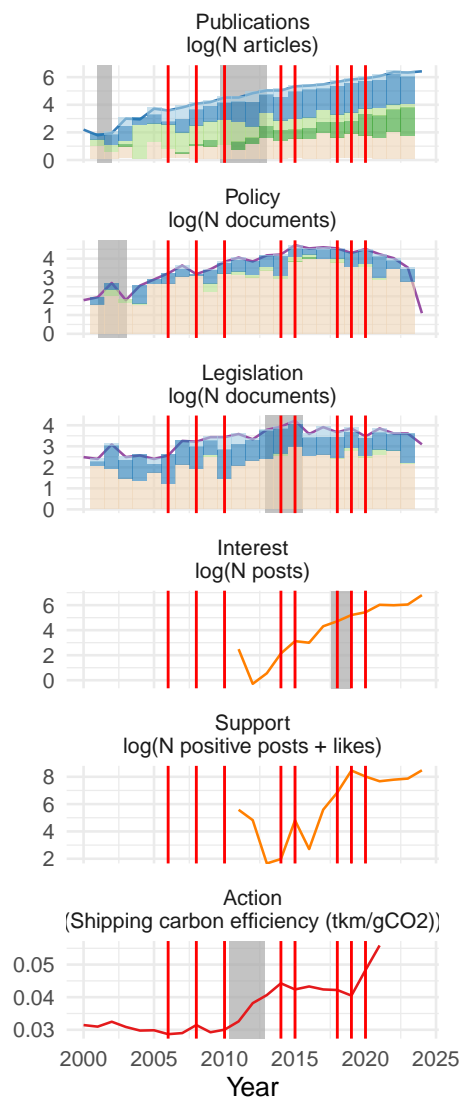 Publications
log(N articles)
6
4
2
0
Policy
log(N documents)
4
3
2
1
0
Legislation
log(N documents)
4
3
2
1
0
Interest
log(N posts)
6
4
2
0
Support
log(N positive posts + likes)
8
6
4
2
Action
(Shipping carbon efficiency (tkm/gCO2))
0.05
0.04
0.03
2000 2005 2010 2015 2020 2025
Year